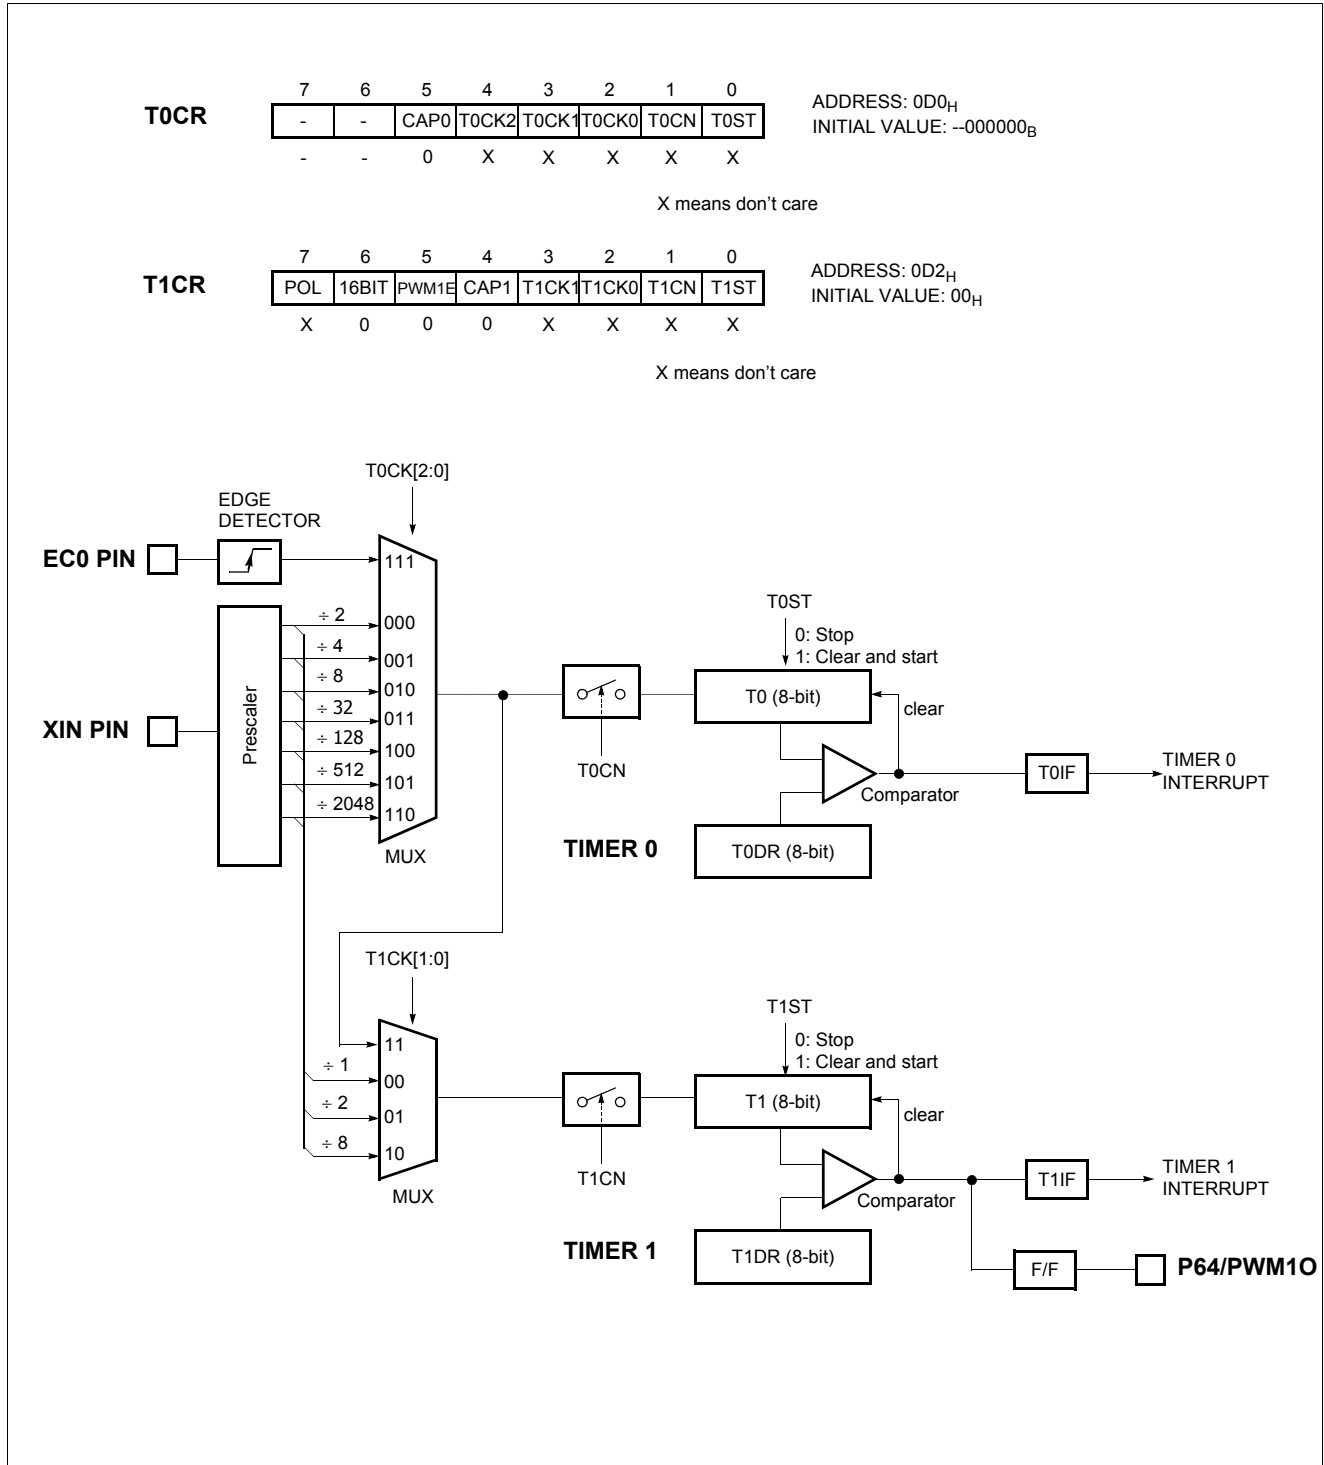 7 6 5 4 3 2 1 0
T0CR - - CAP0 T0CK2 T0CK1 T0CK0 T0CN T0ST
ADDRESS: 0D0H
INITIAL VALUE: --000000B
- - 0 X X X X X
X means don't care
7 6 5 4 3 2 1 0
T1CR POL 16BIT PWM1E CAP1 T1CK1 T1CK0 T1CN T1ST
ADDRESS: 0D2H
INITIAL VALUE: 00H
X 0 0 0 X X X X
X means don't care
T0CK[2:0]
EDGE
DETECTOR
EC0 PIN
111
XIN PIN
Prescaler
÷ 2 000
÷ 4 001
÷ 8 010
÷ 32 011
÷ 128 100
÷ 512 101
÷ 2048 110
MUX
T0CN
T0ST
0: Stop
1: Clear and start
T0 (8-bit)
clear
Comparator
T0IF
TIMER 0
INTERRUPT
TIMER 0
T0DR (8-bit)
T1CK[1:0]
11
÷ 1 00
÷ 2 01
÷ 8 10
MUX
T1CN
T1ST
0: Stop
1: Clear and start
T1 (8-bit)
clear
Comparator
T1IF
TIMER 1
INTERRUPT
TIMER 1
T1DR (8-bit)
F/F
P64/PWM1O